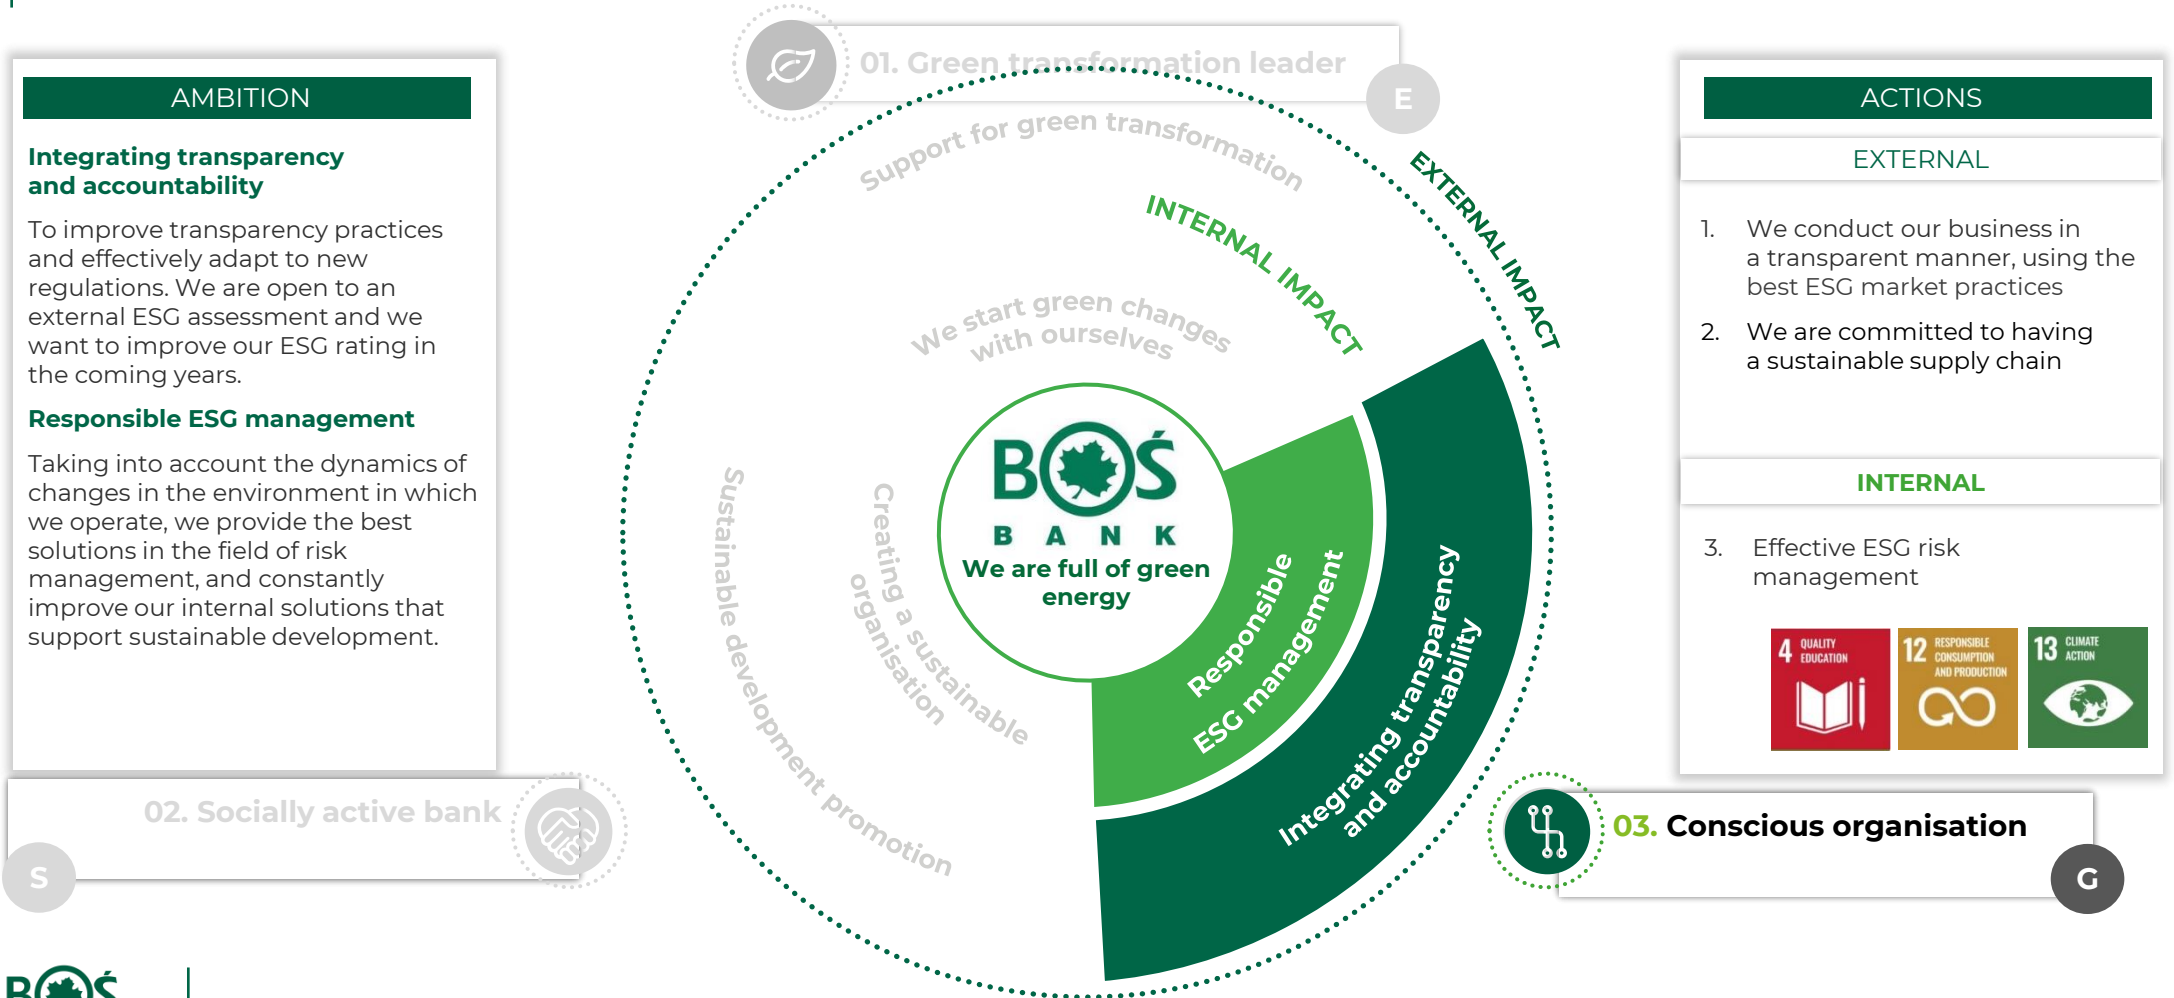 01. Green transformation leader
E
AMBITION
Integrating transparency
and accountability
To improve transparency practices
and effectively adapt to new
regulations. We are open to an
external ESG assessment and we
want to improve our ESG rating in
the coming years.
Responsible ESG management
Taking into account the dynamics of
changes in the environment in which
we operate, we provide the best
solutions in the field of risk
management, and constantly
improve our internal solutions that
support sustainable development.
02. Socially active bank
S
Support for green transformation
EXTERNAL IMPACT
INTERNAL IMPACT
We start green changes
with ourselves
BOŚ
BANK
We are full of green
energy
Sustainable development promotion
Creating a sustainable
organisation
Responsible
ESG management
Integrating transparency
and accountability
ACTIONS
EXTERNAL
1. We conduct our business in
a transparent manner, using the
best ESG market practices
2. We are committed to having
a sustainable supply chain
INTERNAL
3. Effective ESG risk
management
4 QUALITY
EDUCATION
12 RESPONSIBLE
CONSUMPTION
AND PRODUCTION
13 CLIMATE
ACTION
03. Conscious organisation
G
BOŚ